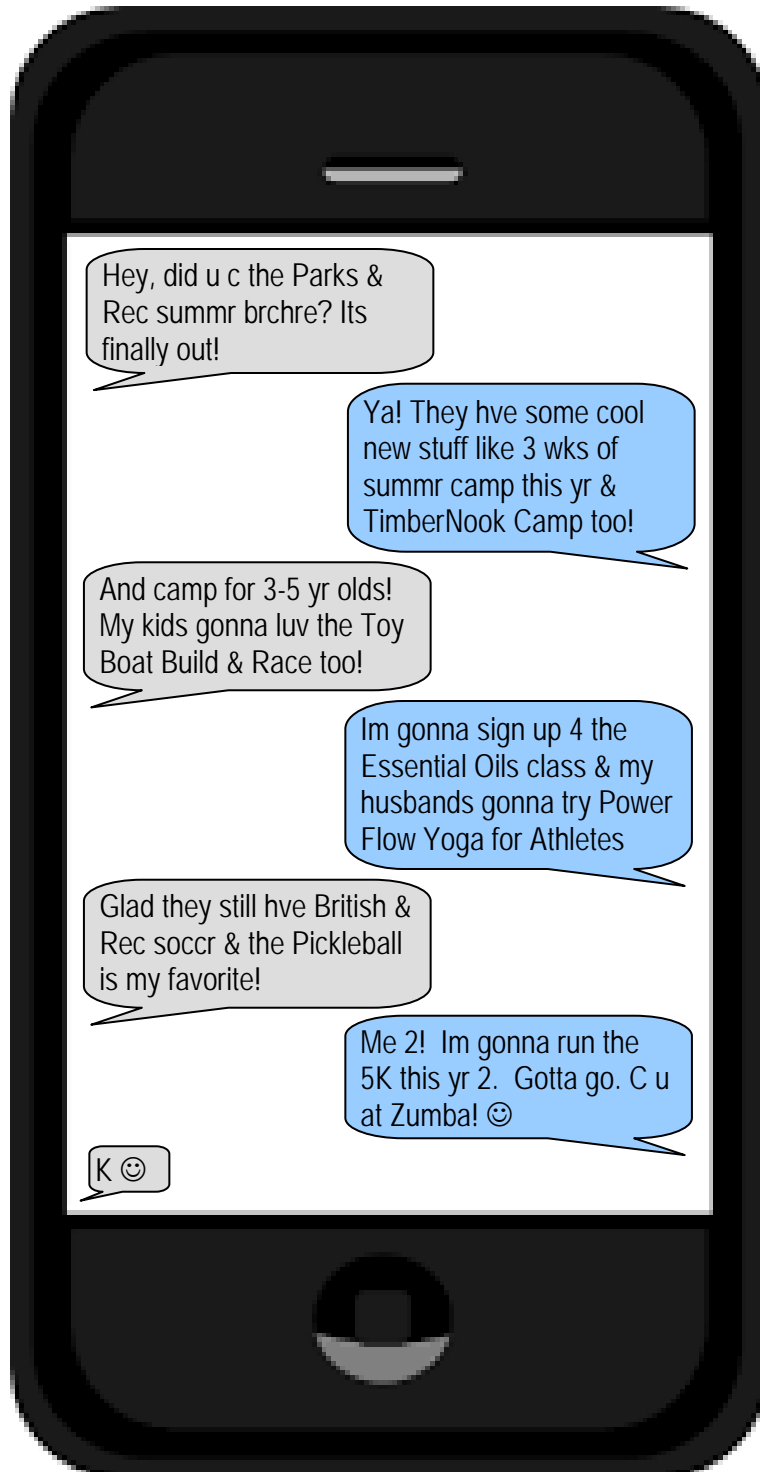 Hey, did u c the Parks &
Rec summr brchre? Its
finally out!
Ya! They hve some cool
new stuff like 3 wks of
summr camp this yr &
TimberNook Camp too!
And camp for 3-5 yr olds!
My kids gonna luv the Toy
Boat Build & Race too!
Im gonna sign up 4 the
Essential Oils class & my
husbands gonna try Power
Flow Yoga for Athletes
Glad they still hve British &
Rec soccr & the Pickleball
is my favorite!
Me 2!  Im gonna run the
5K this yr 2.  Gotta go. C u
at Zumba! ☺
K ☺